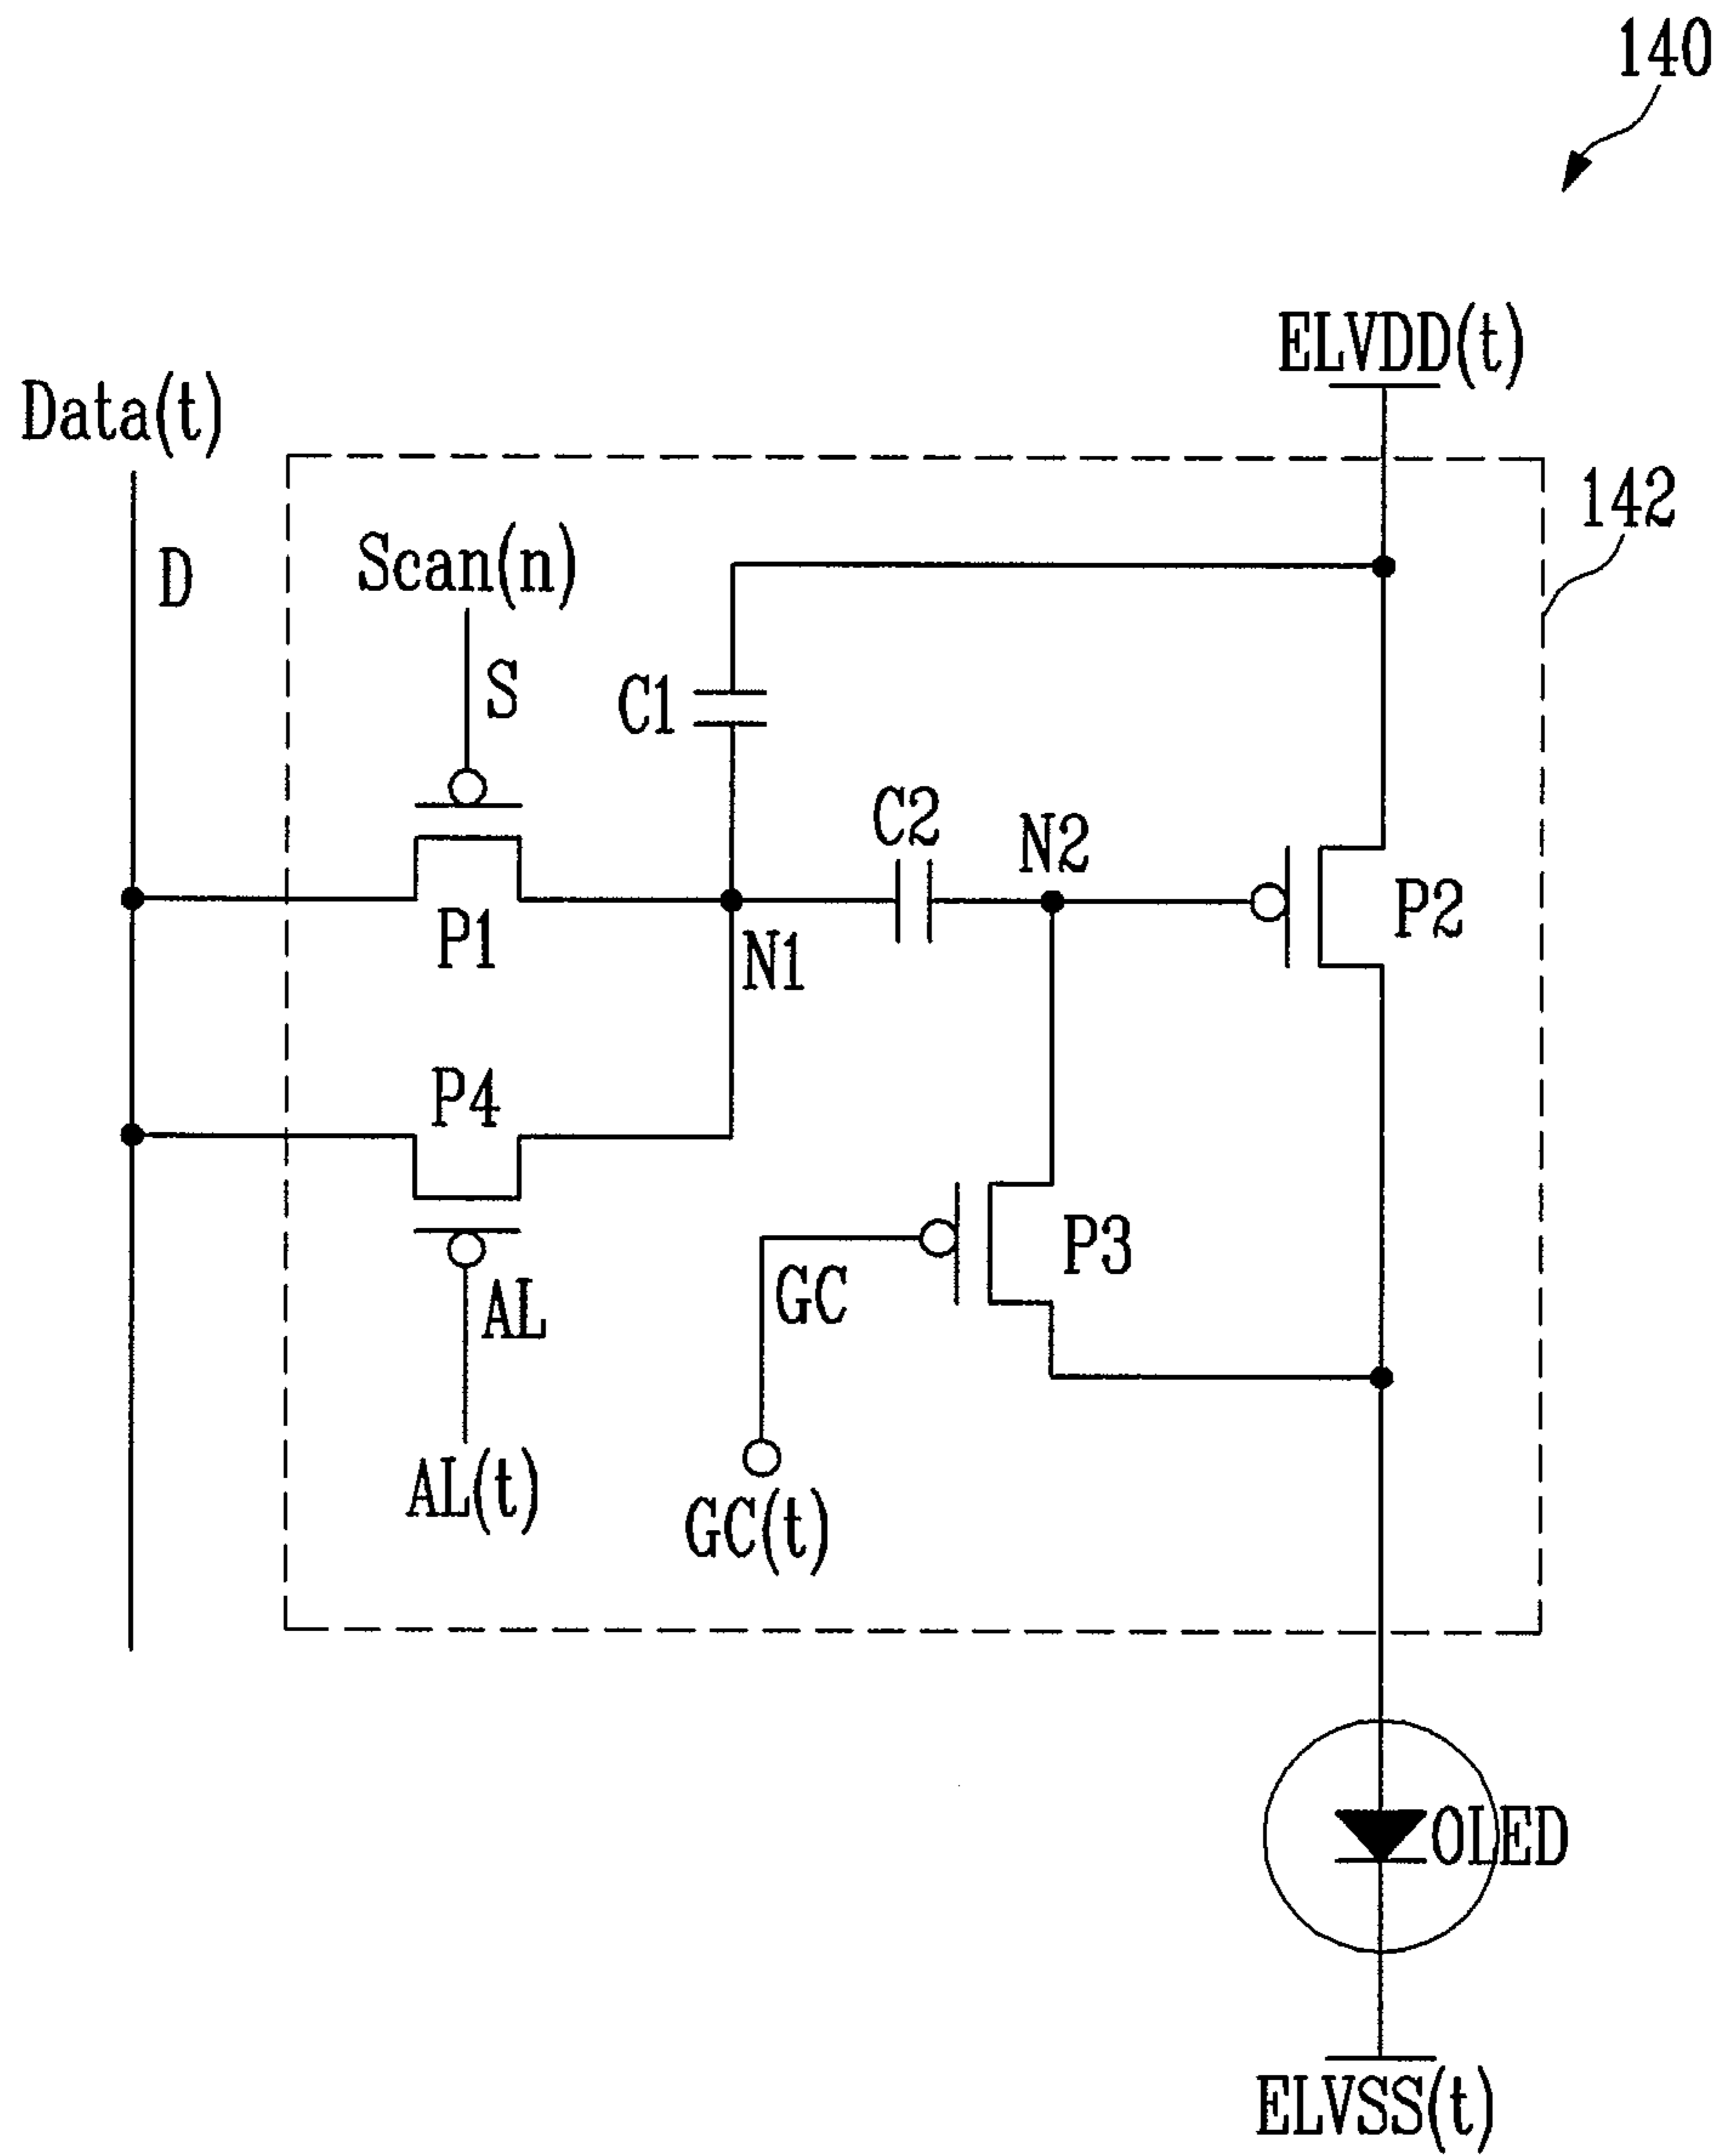 140
ELVDD(t)
Data(t)
142
D
Scan(n)
S
C1
C2
N2
P2
P1
N1
P4
P3
GC
AL
AL(t)
GC(t)
OLED
ELVSS(t)